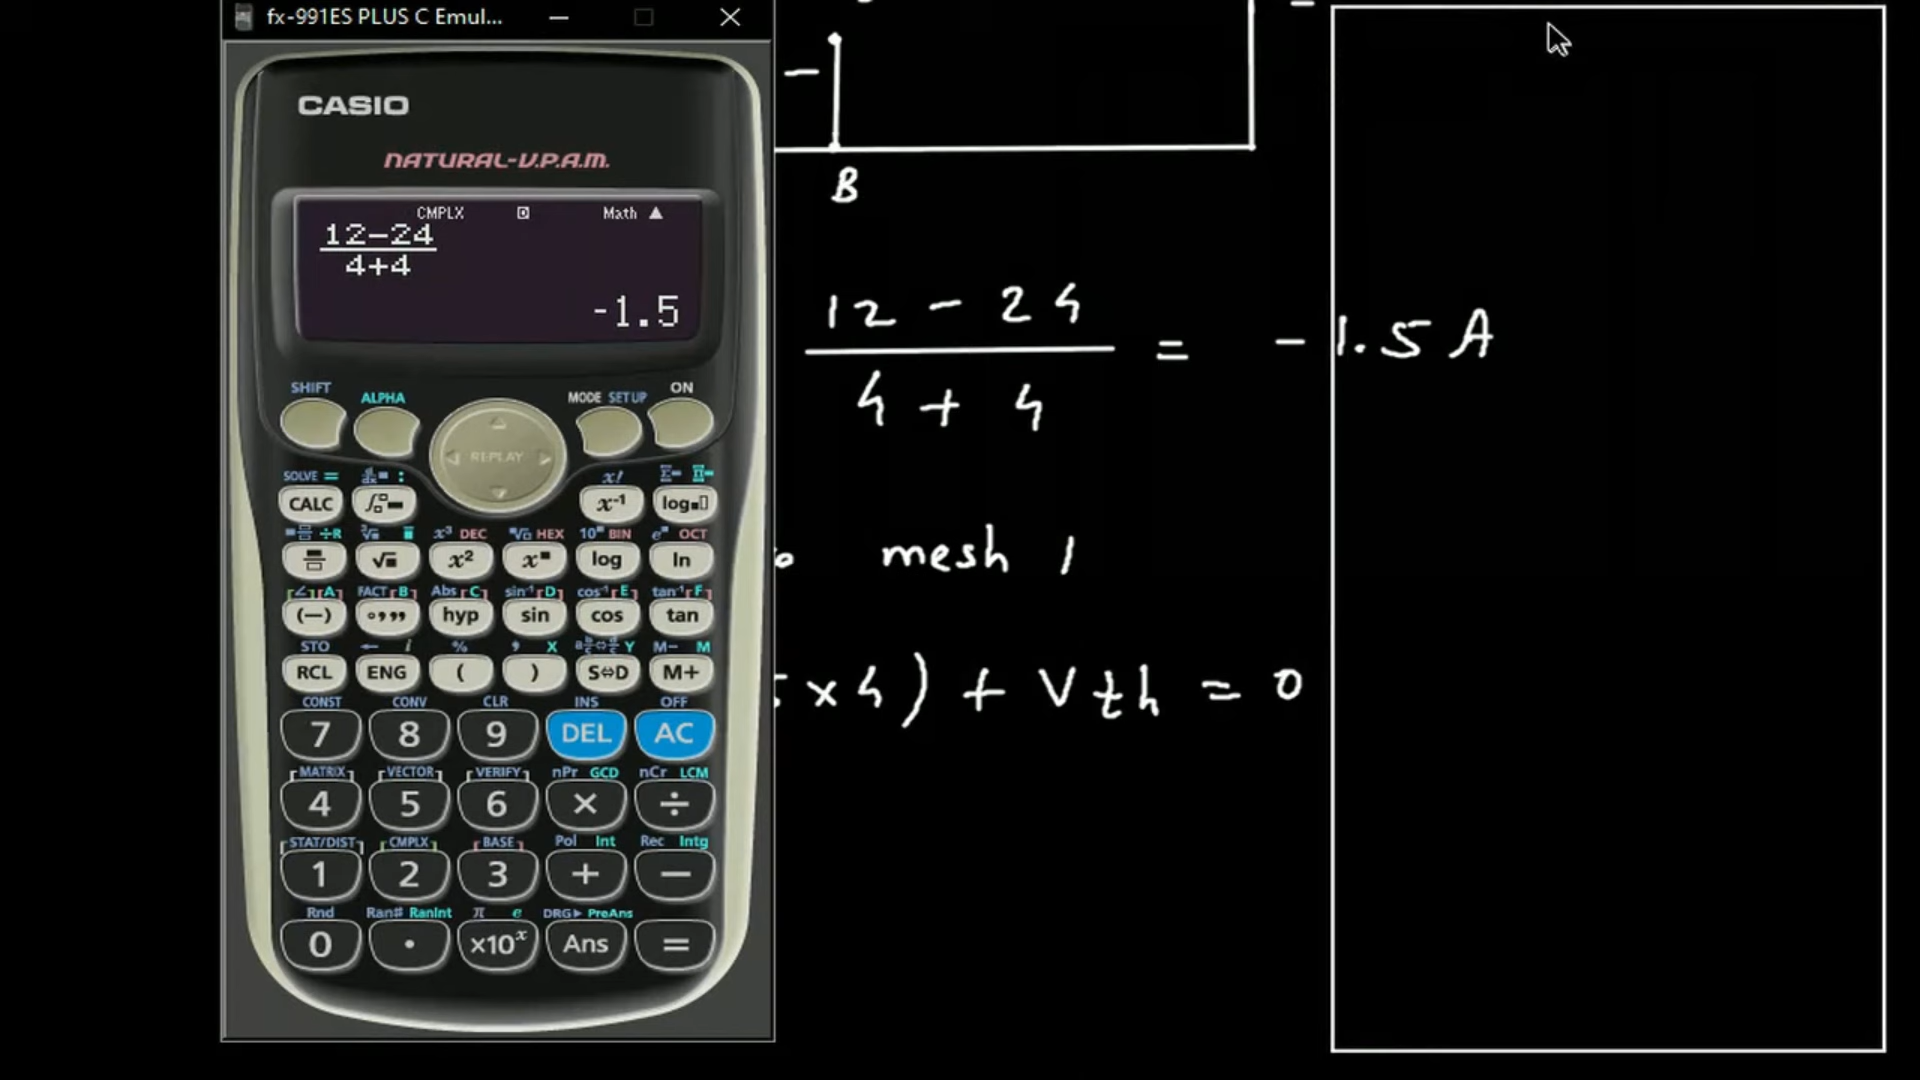 fx-991ES PLUS C Emul...
CASIO
NATURAL-V.P.A.M.
CMPLX D Math ▲
12-24
4+4
-1.5
SHIFT ALPHA MODE SETUP ON
REPLAY
SOLVE = d/dx : x! Σ Π
CALC ∫ x⁻¹ log
÷R ³√ x³ DEC HEX 10 BIN e OCT
√ x² x log ln
∠ A FACT B Abs C sin⁻¹ D cos⁻¹ E tan⁻¹ F
(—) hyp sin cos tan
STO ← i % , X Y M− M
RCL ENG ( ) S⇔D M+
CONST CONV CLR INS OFF
7 8 9 DEL AC
MATRIX VECTOR VERIFY nPr GCD nCr LCM
4 5 6 × ÷
STAT/DIST CMPLX BASE Pol Int Rec Intg
1 2 3 + −
Rnd Ran# RanInt π e DRG▶ PreAns
0 . ×10ˣ Ans =
−
B
12 - 24
4 + 4
= -1.5 A
mesh 1
×4) + Vth = 0